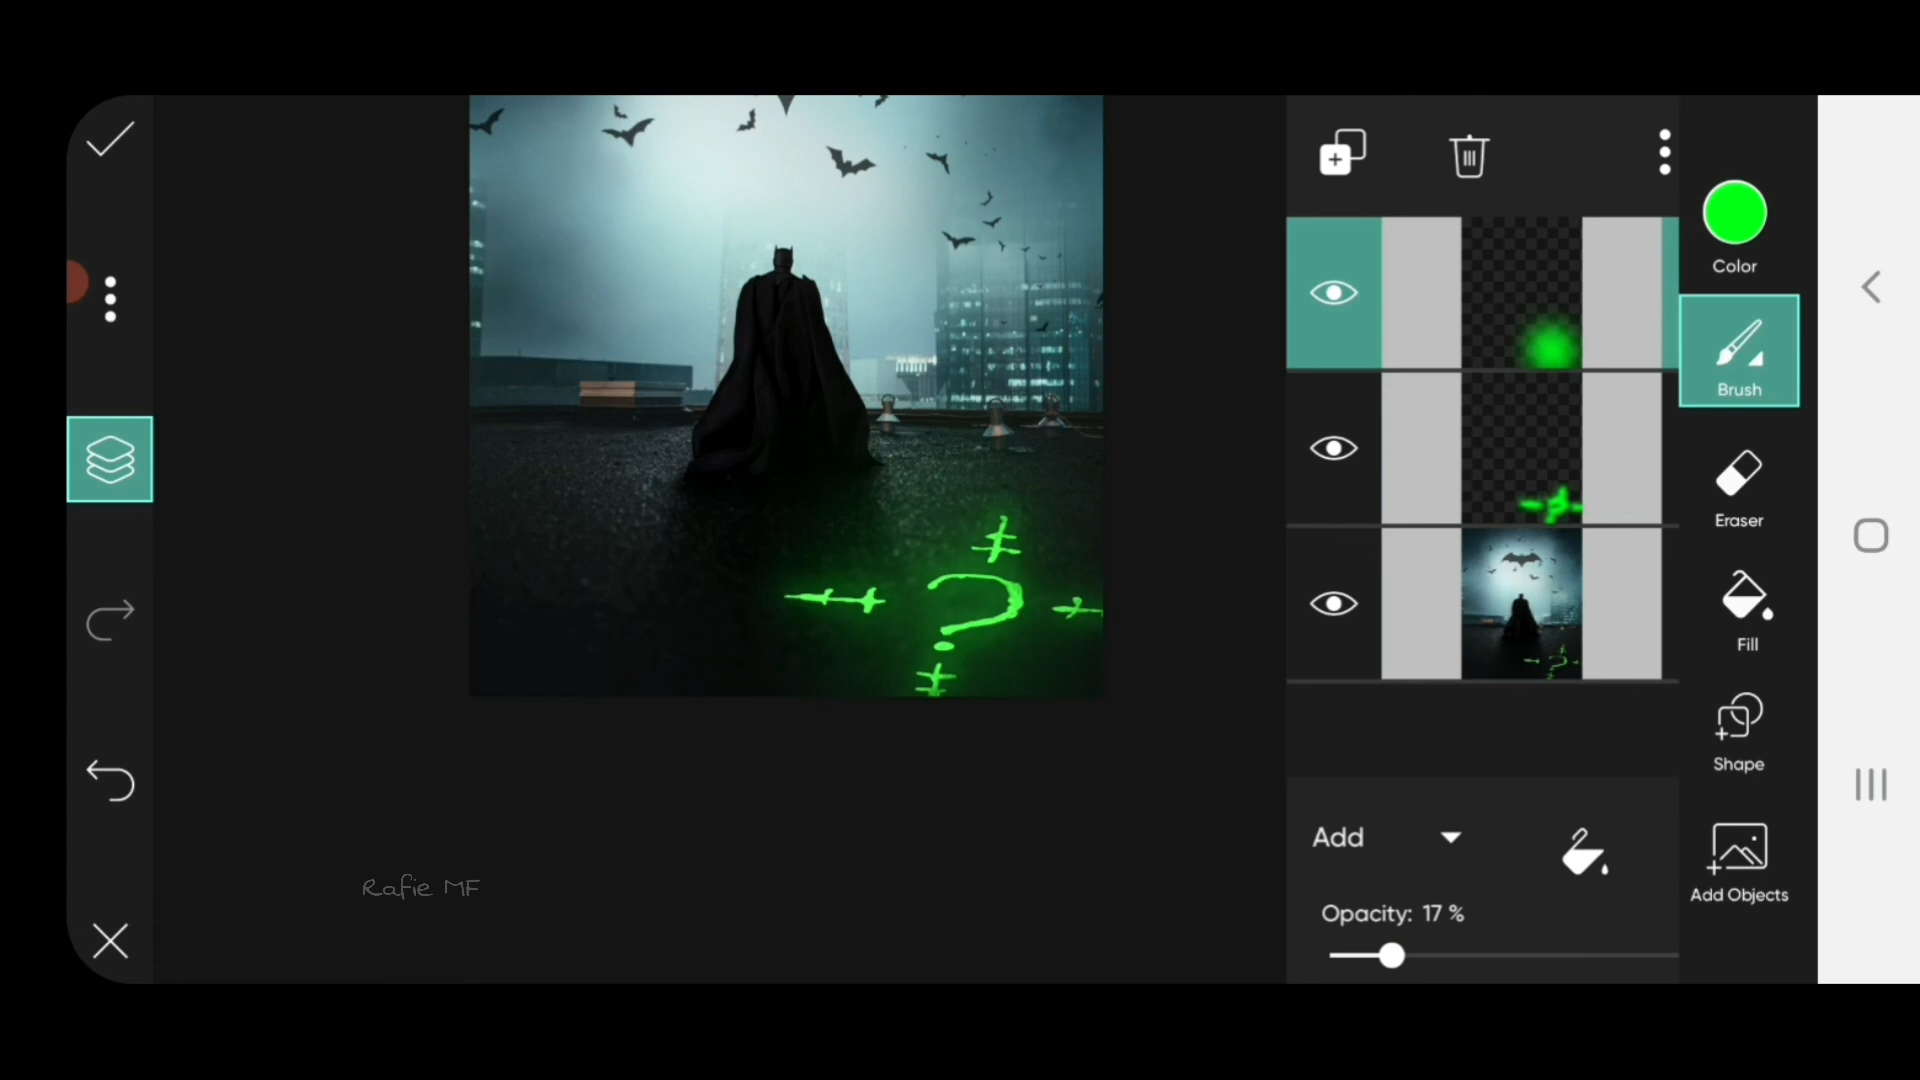 Color
Brush
Eraser
Fill
Shape
Add Objects
Add
Opacity: 17 %
?
Rafie MF